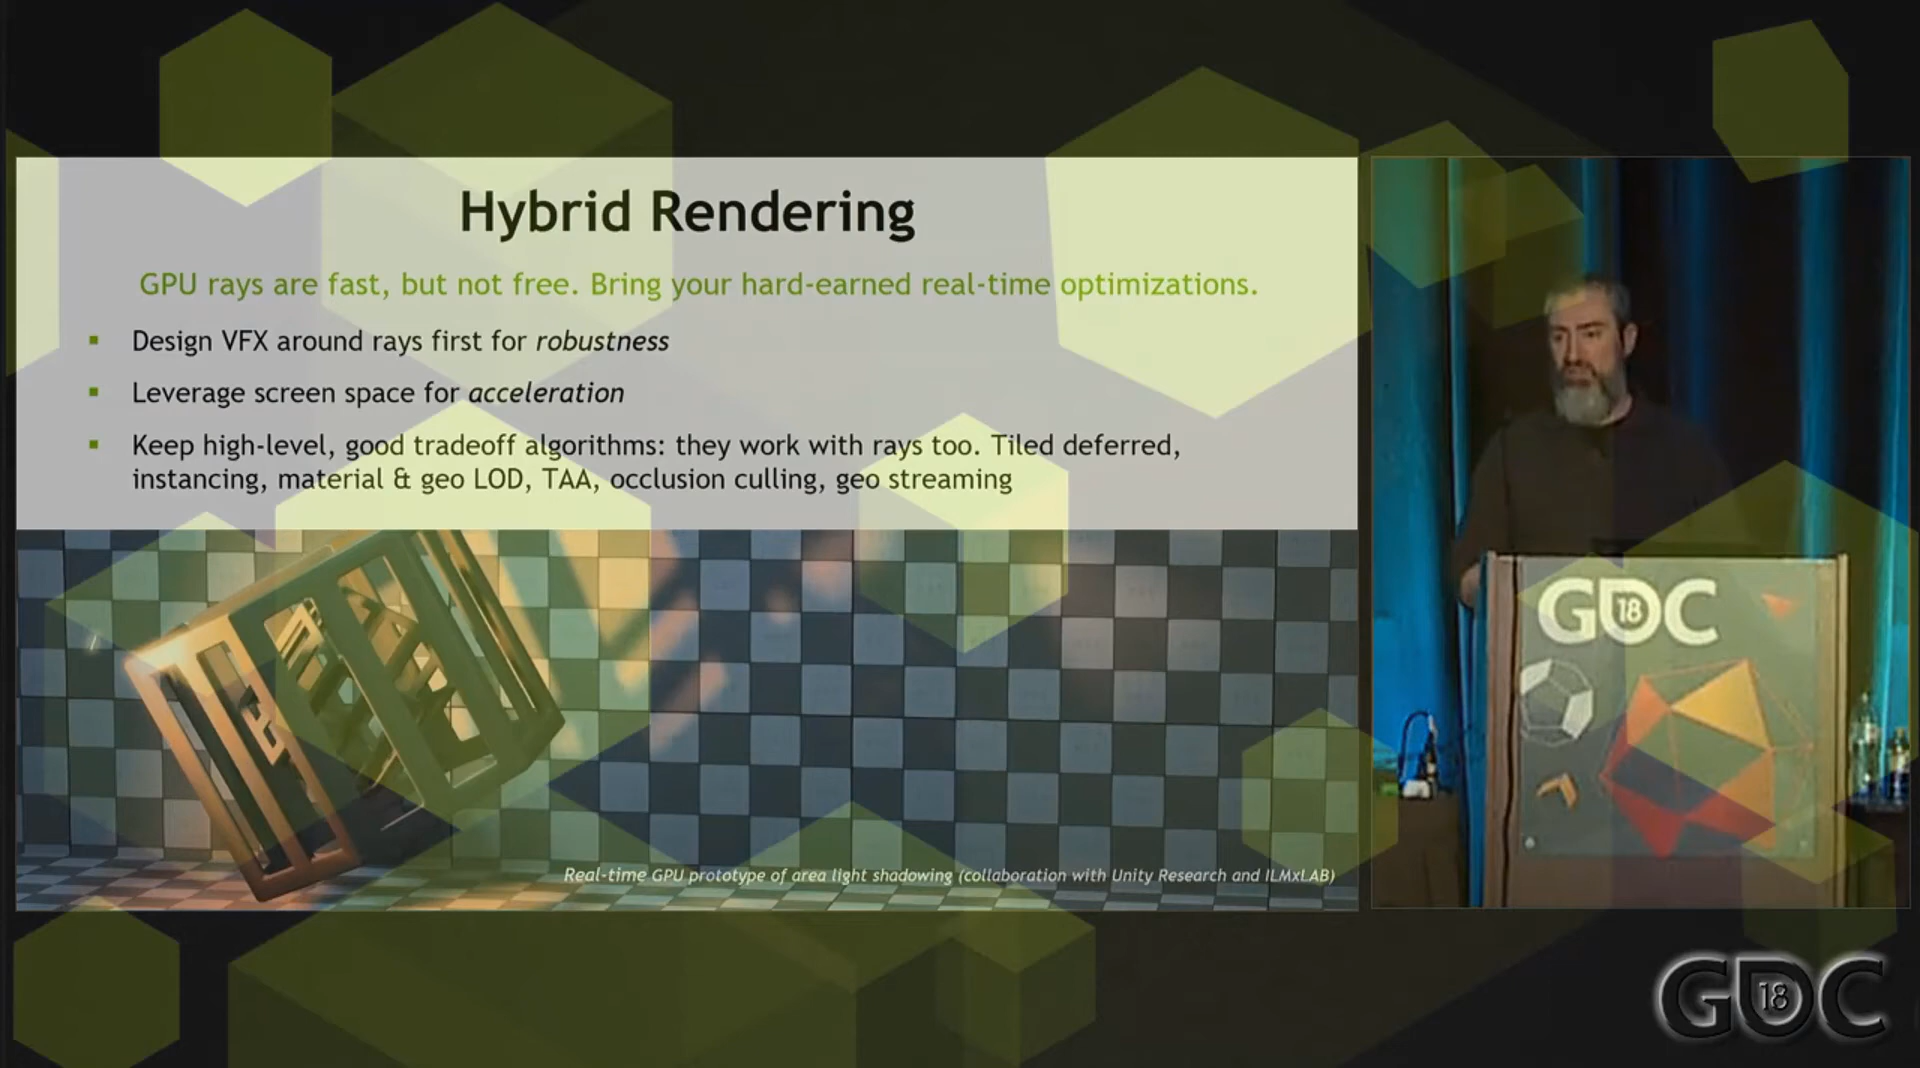 Hybrid Rendering
GPU rays are fast, but not free. Bring your hard-earned real-time optimizations.
Design VFX around rays first for robustness
Leverage screen space for acceleration
Keep high-level, good tradeoff algorithms: they work with rays too. Tiled deferred,
instancing, material & geo LOD, TAA, occlusion culling, geo streaming
Real-time GPU prototype of area light shadowing (collaboration with Unity Research and ILMxLAB)
GDC 18
GDC 18